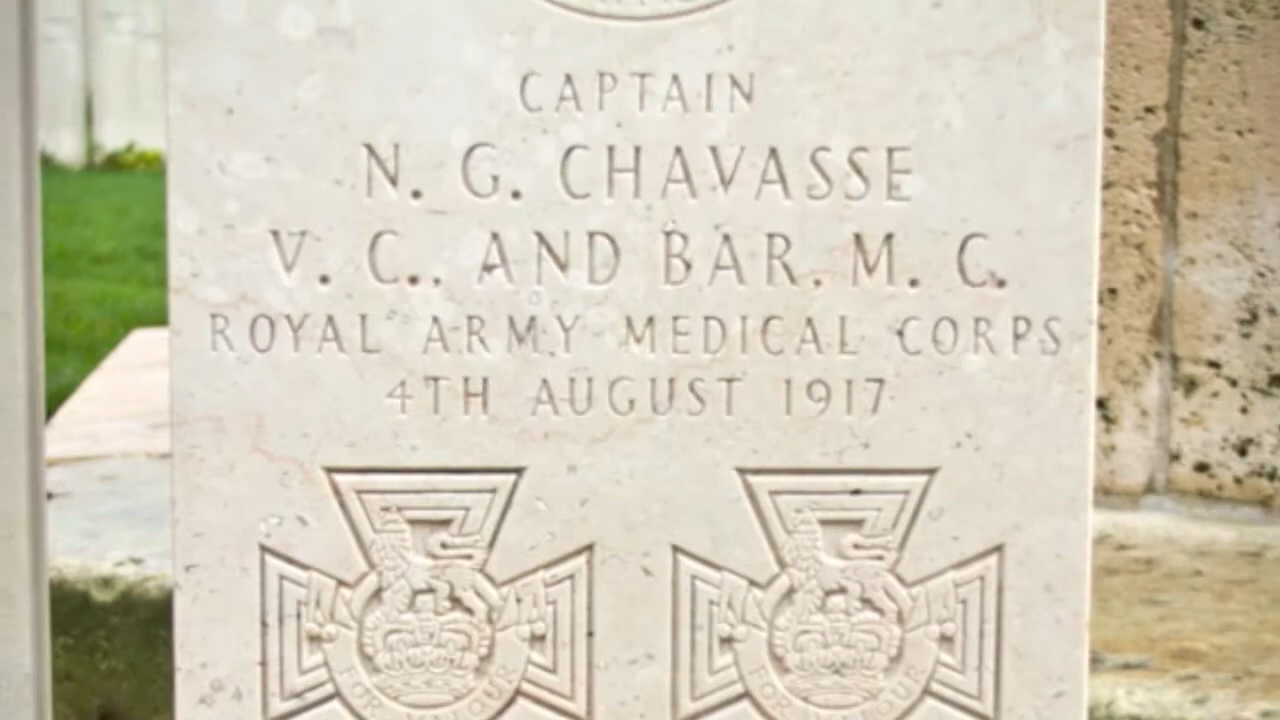 CAPTAIN
N. G. CHAVASSE
V. C., AND BAR, M. C.
ROYAL ARMY MEDICAL CORPS
4TH AUGUST 1917
FOR VALOUR
FOR VALOUR